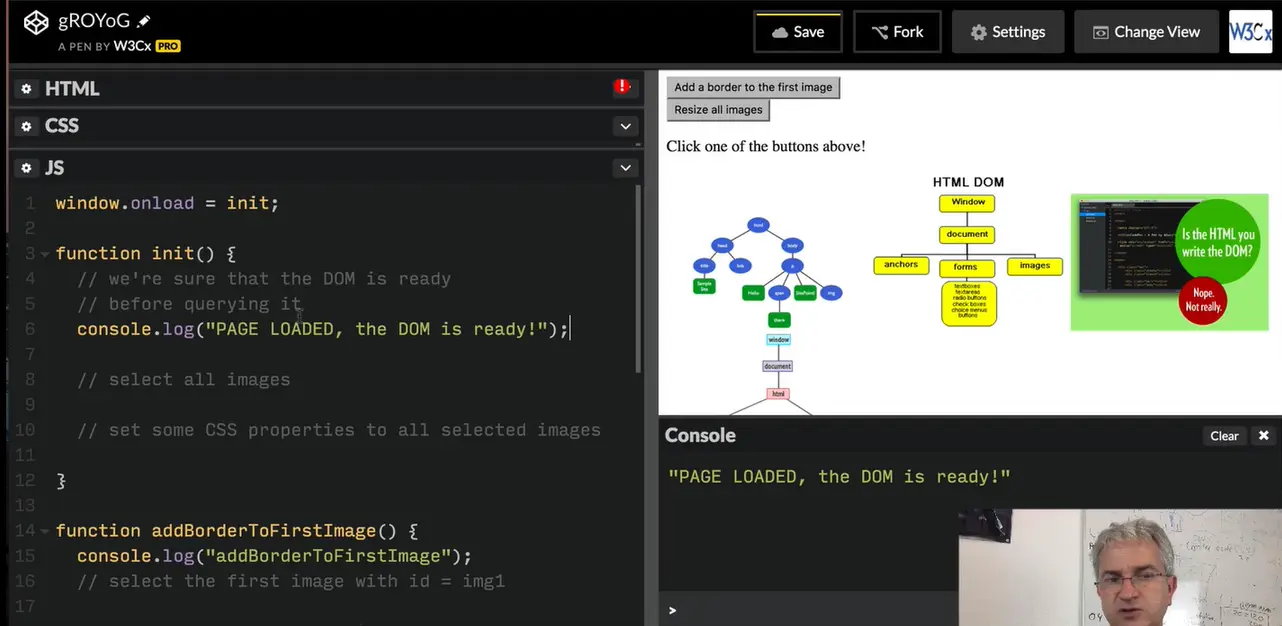 gROYoG
A PEN BY W3Cx PRO
Save
Fork
Settings
Change View
W3Cx
HTML
!
CSS
JS
1 window.onload = init;
2
3 function init() {
4 // we're sure that the DOM is ready
5 // before querying it
6 console.log("PAGE LOADED, the DOM is ready!");
7
8 // select all images
9
10 // set some CSS properties to all selected images
11
12 }
13
14 function addBorderToFirstImage() {
15 console.log("addBorderToFirstImage");
16 // select the first image with id = img1
17
Add a border to the first image
Resize all images
Click one of the buttons above!
HTML DOM
Window
document
anchors
forms
images
textboxes
textareas
radio buttons
check boxes
choice menus
buttons
window
document
html
Is the HTML you
write the DOM?
Nope.
Not really.
Console
Clear
"PAGE LOADED, the DOM is ready!"
>